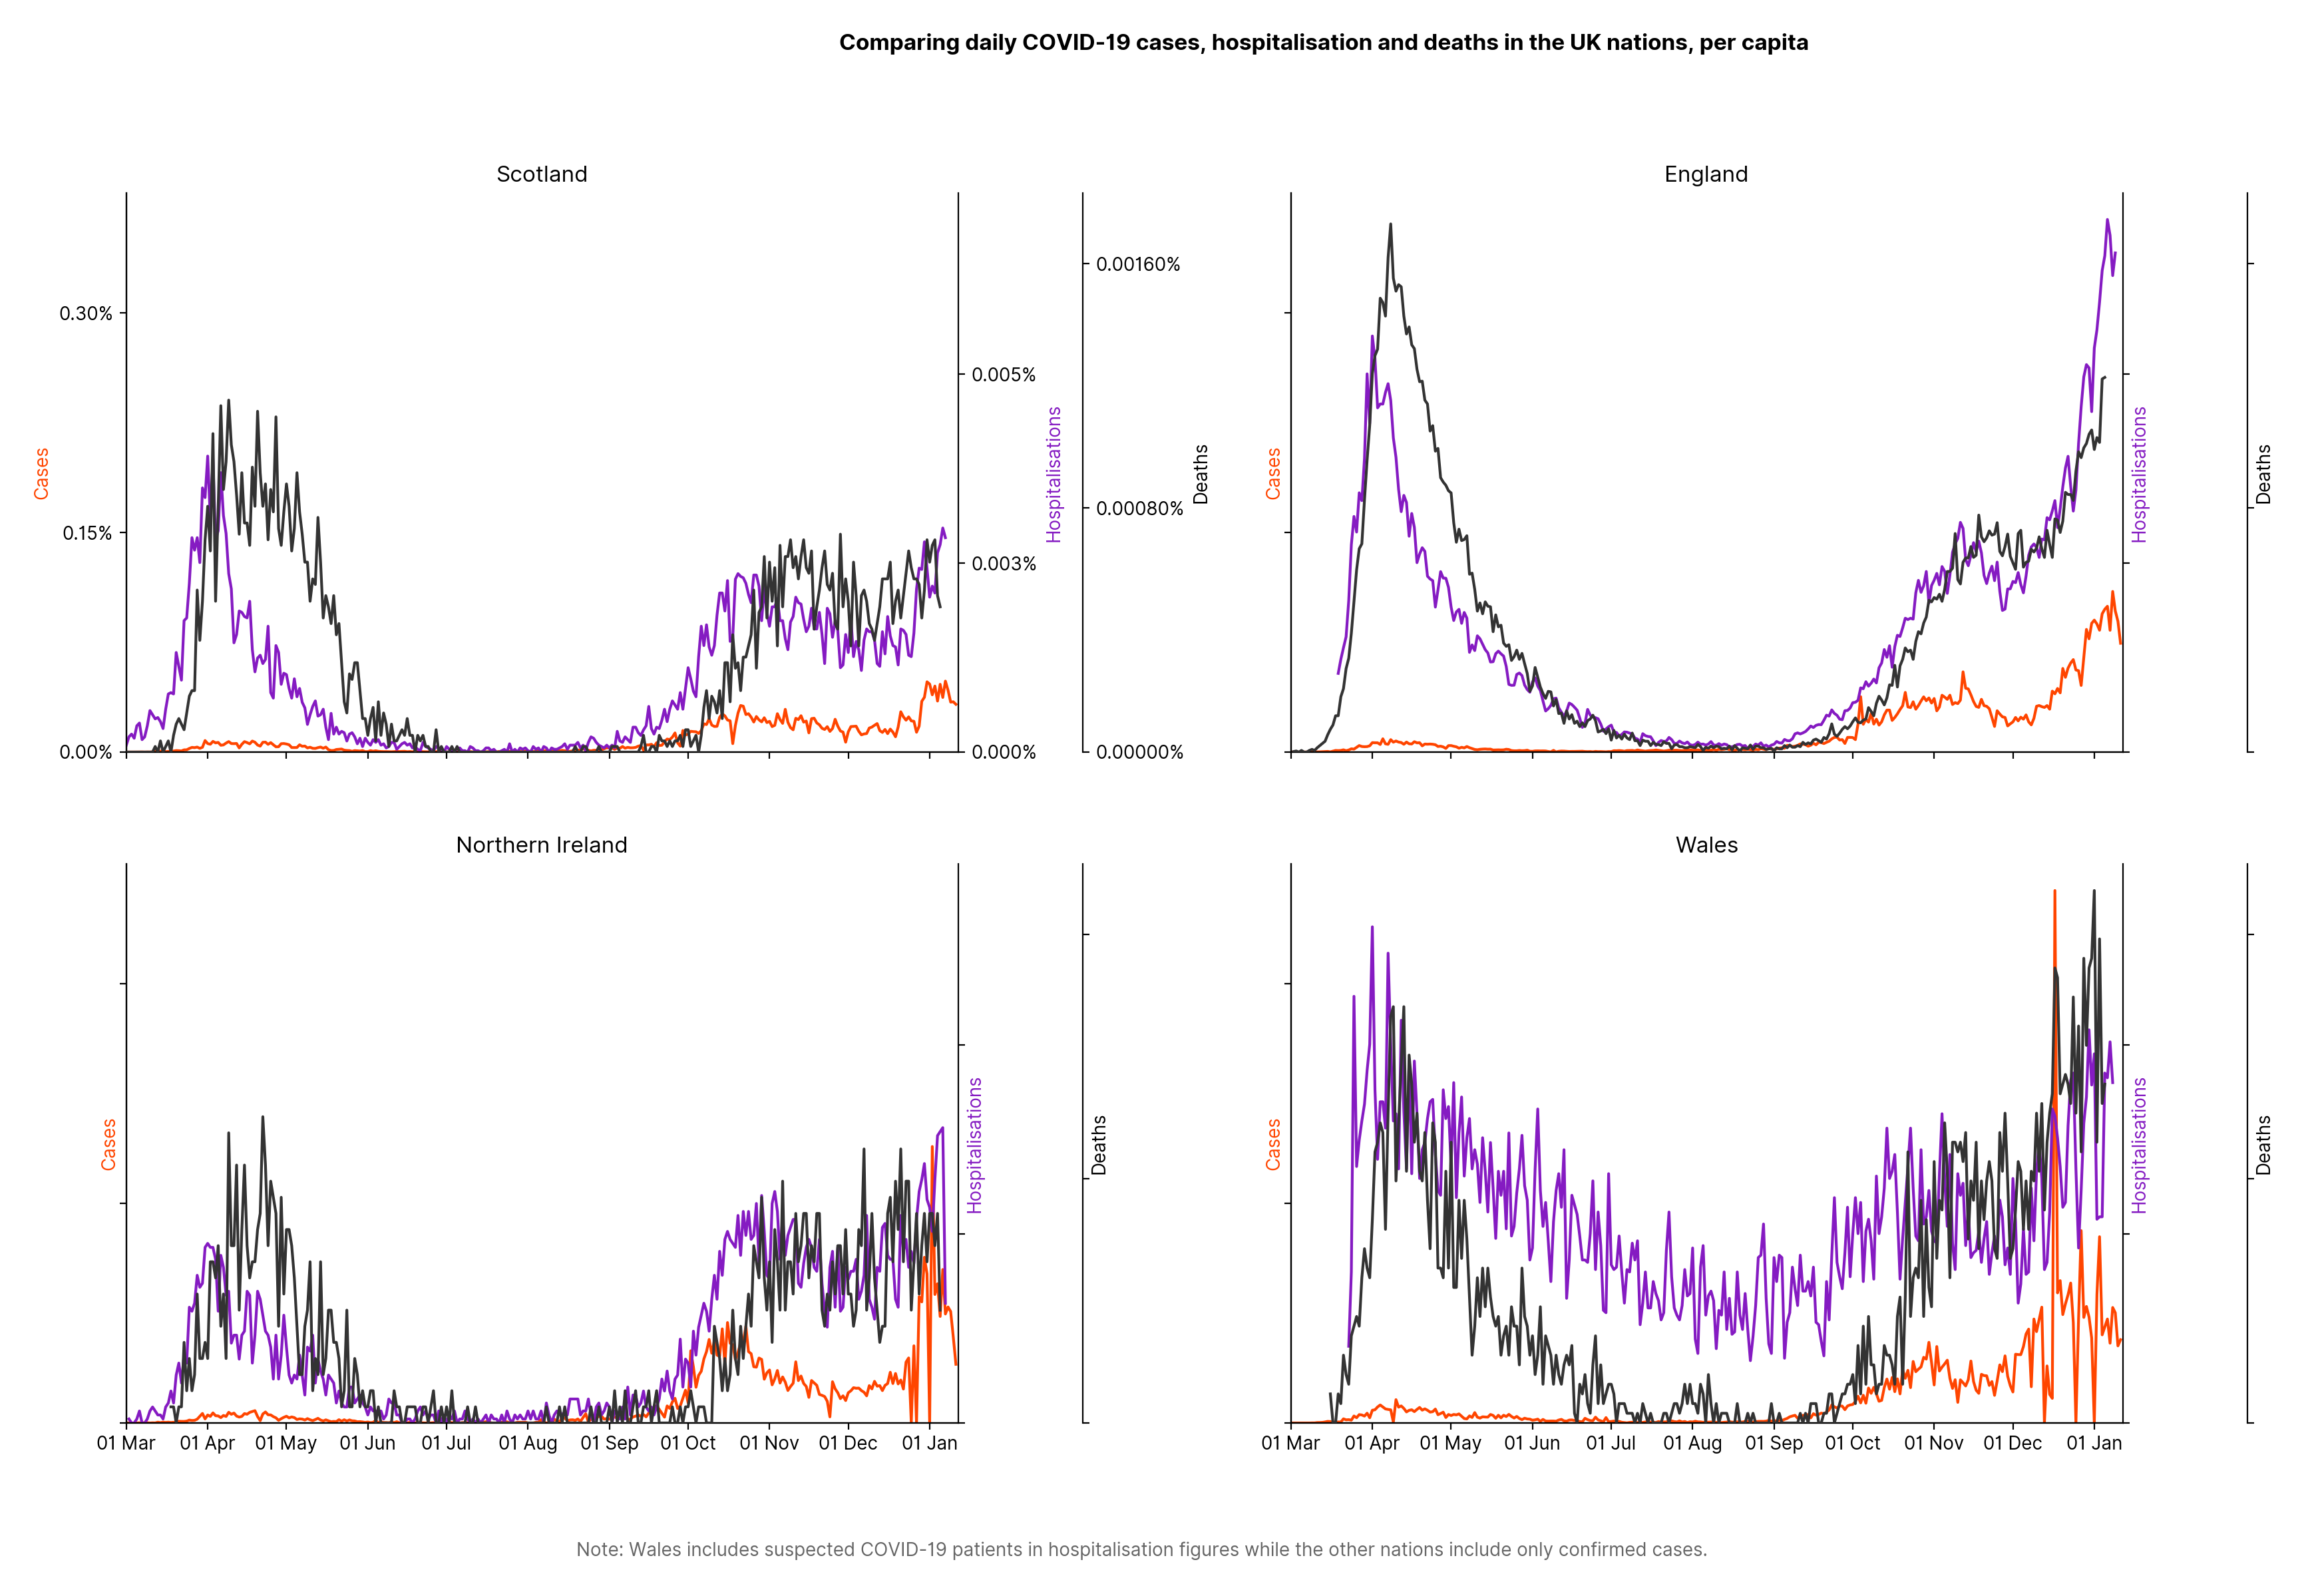 Comparing daily COVID-19 cases, hospitalisation and deaths in the UK nations, per capita
Scotland
Cases
0.30%
0.15%
0.00%
0.005%
0.003%
0.000%
Hospitalisations
0.00160%
0.00080%
0.00000%
Deaths
England
Cases
Hospitalisations
Deaths
Northern Ireland
Cases
Hospitalisations
Deaths
01 Mar 01 Apr 01 May 01 Jun 01 Jul 01 Aug 01 Sep 01 Oct 01 Nov 01 Dec 01 Jan
Wales
Cases
Hospitalisations
Deaths
01 Mar 01 Apr 01 May 01 Jun 01 Jul 01 Aug 01 Sep 01 Oct 01 Nov 01 Dec 01 Jan
Note: Wales includes suspected COVID-19 patients in hospitalisation figures while the other nations include only confirmed cases.